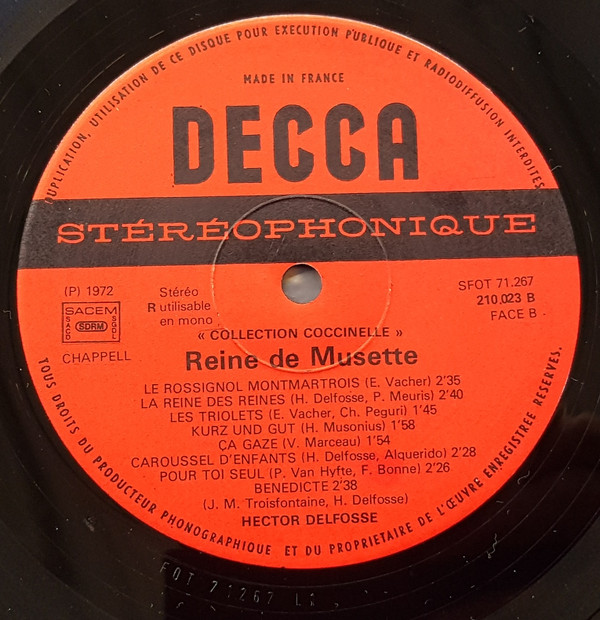 DUPLICATION, UTILISATION DE CE DISQUE POUR EXECUTION PUBLIQUE ET RADIODIFFUSION INTERDITES
MADE IN FRANCE
DECCA
STÉRÉOPHONIQUE
(P) 1972
Stéréo
R utilisable
en mono
SFOT 71.267
210.023 B
FACE B
SACEM
SACD
SDRM
SGDL
CHAPPELL
« COLLECTION COCCINELLE »
Reine de Musette
LE ROSSIGNOL MONTMARTROIS (E. Vacher) 2'35
LA REINE DES REINES (H. Delfosse, P. Meuris) 2'40
LES TRIOLETS (E. Vacher, Ch. Peguri) 1'45
KURZ UND GUT (H. Musonius) 1'58
ÇA GAZE (V. Marceau) 1'54
CAROUSSEL D'ENFANTS (H. Delfosse, Alquerido) 2'28
POUR TOI SEUL (P. Van Hyfte, F. Bonne) 2'26
BENEDICTE 2'38
(J. M. Troisfontaine, H. Delfosse)
HECTOR DELFOSSE
TOUS DROITS DU PRODUCTEUR PHONOGRAPHIQUE ET DU PROPRIETAIRE DE L'ŒUVRE ENREGISTRÉE RESERVES.
FOT 71267